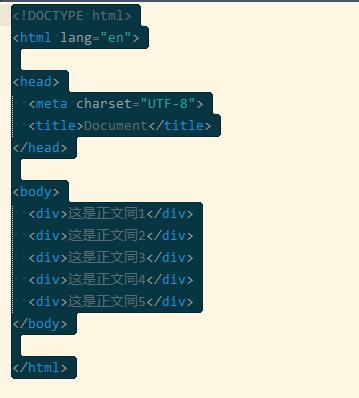 <!DOCTYPE html>
<html lang="en">
<head>
<meta charset="UTF-8">
<title>Document</title>
</head>
<body>
<div>这是正文同1</div>
<div>这是正文同2</div>
<div>这是正文同3</div>
<div>这是正文同4</div>
<div>这是正文同5</div>
</body>
</html>